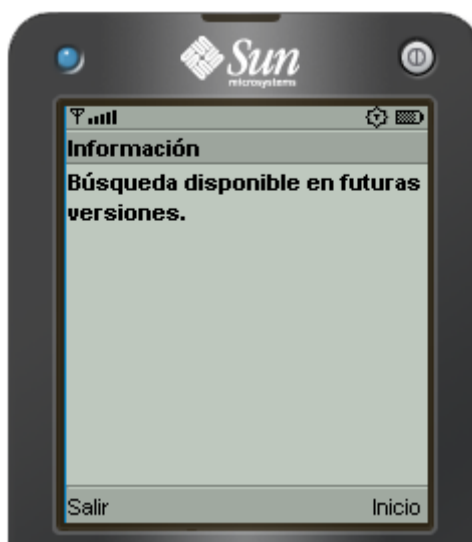 Sun
microsystems
Información
Búsqueda disponible en futuras
versiones.
Salir
Inicio